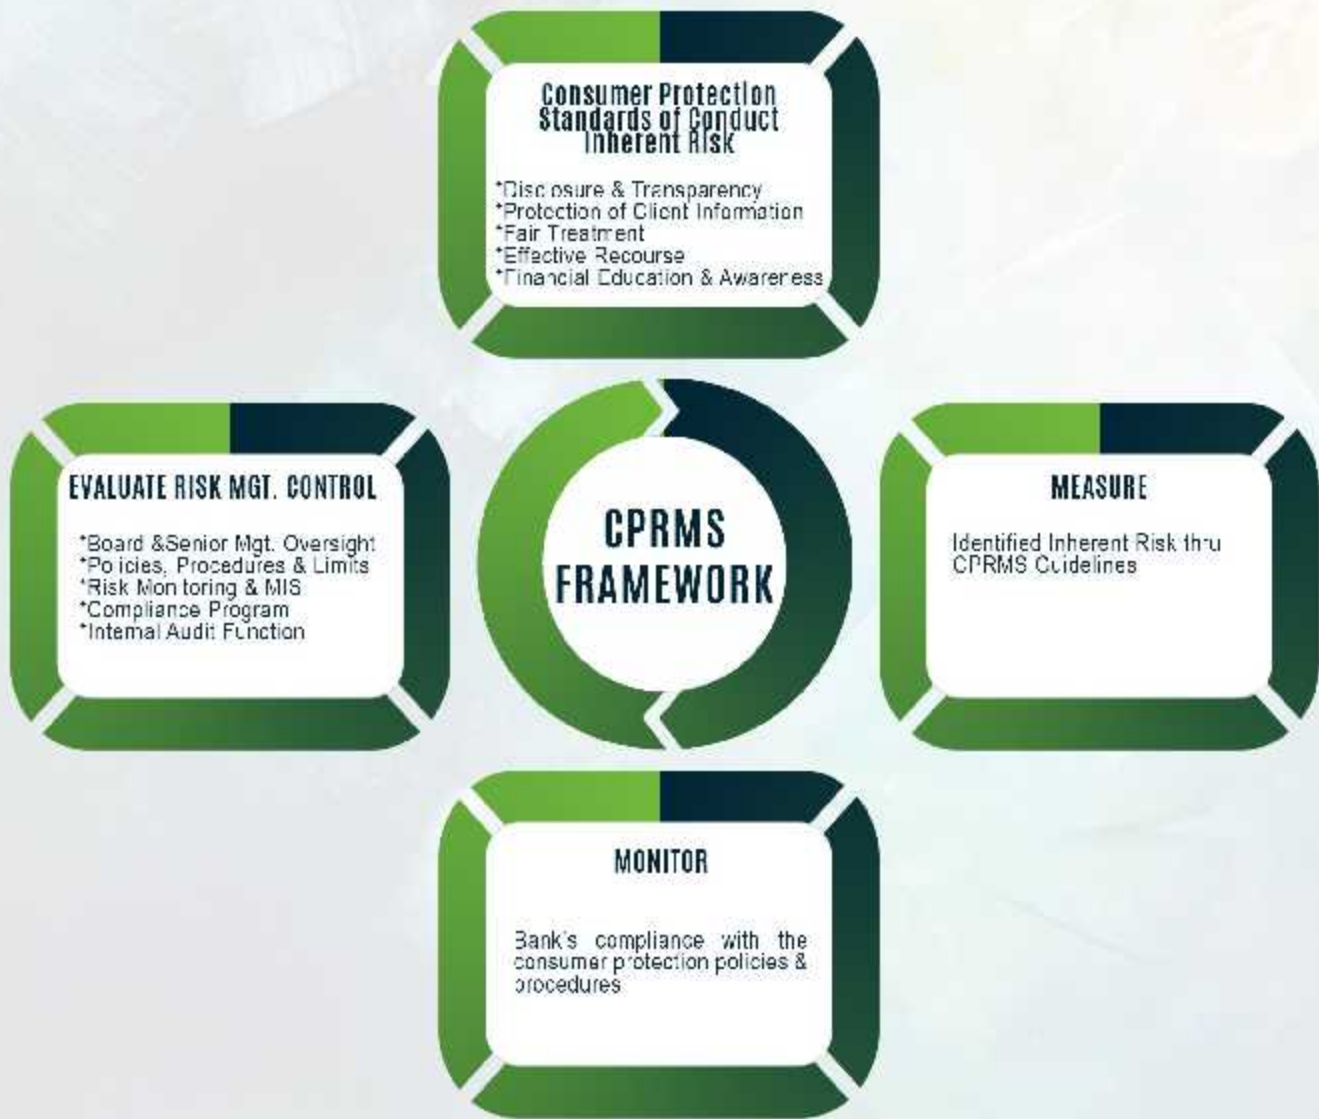 Consumer Protection
Standards of Conduct
Inherent Risk
*Disclosure & Transparency
*Protection of Client Information
*Fair Treatment
*Effective Recourse
*Financial Education & Awareness
EVALUATE RISK MGT. CONTROL
*Board &Senior Mgt. Oversight
*Policies, Procedures & Limits
*Risk Monitoring & MIS
*Compliance Program
*Internal Audit Function
CPRMS
FRAMEWORK
MEASURE
Identified Inherent Risk thru
CPRMS Guidelines
MONITOR
Bank's compliance with the
consumer protection policies &
procedures